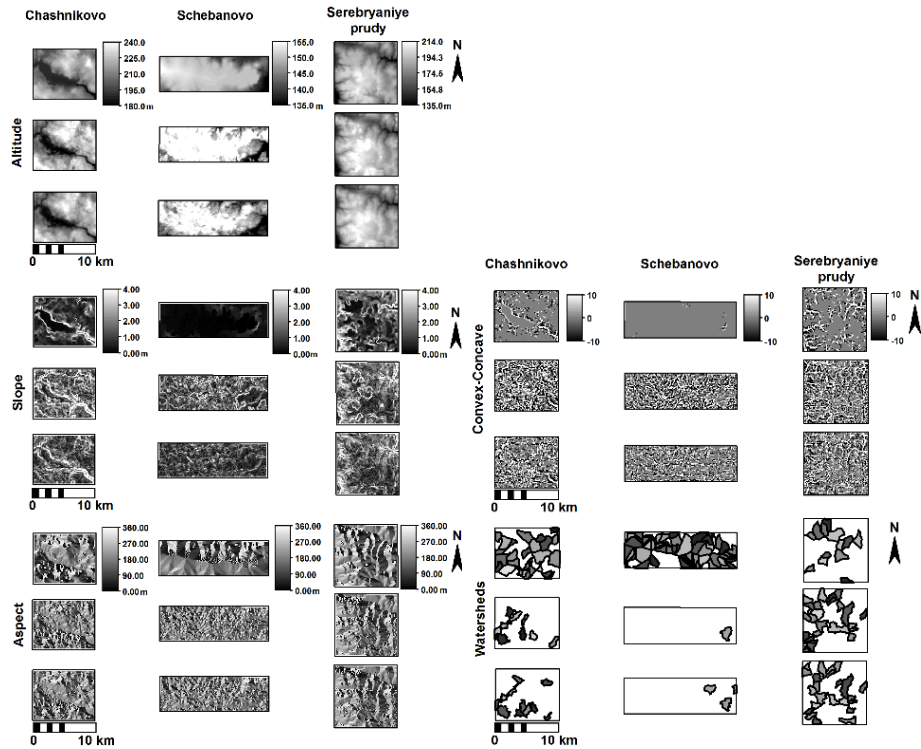 Chashnikovo
Schebanovo
Serebryaniye
prudy
Altitude
240.0
225.0
210.0
195.0
180.0 m
165.0
155.0
150.0
145.0
135.0 m
214.0
194.3
174.5
154.8
135.0 m
N
0 10 km
Slope
4.00
3.00
2.00
1.00
0.00 m
4.00
3.00
2.00
1.00
0.00 m
4.00
3.00
2.00
1.00
0.00 m
N
0 10 km
Aspect
360.00
270.00
180.00
90.00
0.00 m
360.00
270.00
180.00
90.00
0.00 m
360.00
270.00
180.00
90.00
0.00 m
N
0 10 km
Chashnikovo
Schebanovo
Serebryaniye
prudy
Convex-Concave
10
0
-10
10
0
-10
10
0
-10
N
0 10 km
Watersheds
N
0 10 km